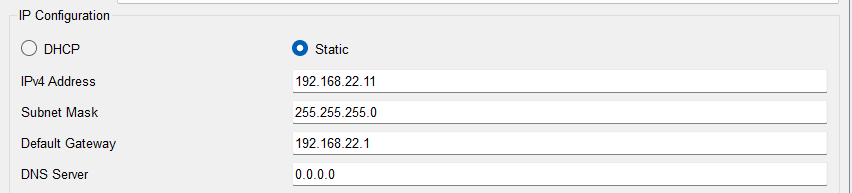 IP Configuration
DHCP Static
IPv4 Address 192.168.22.11
Subnet Mask 255.255.255.0
Default Gateway 192.168.22.1
DNS Server 0.0.0.0